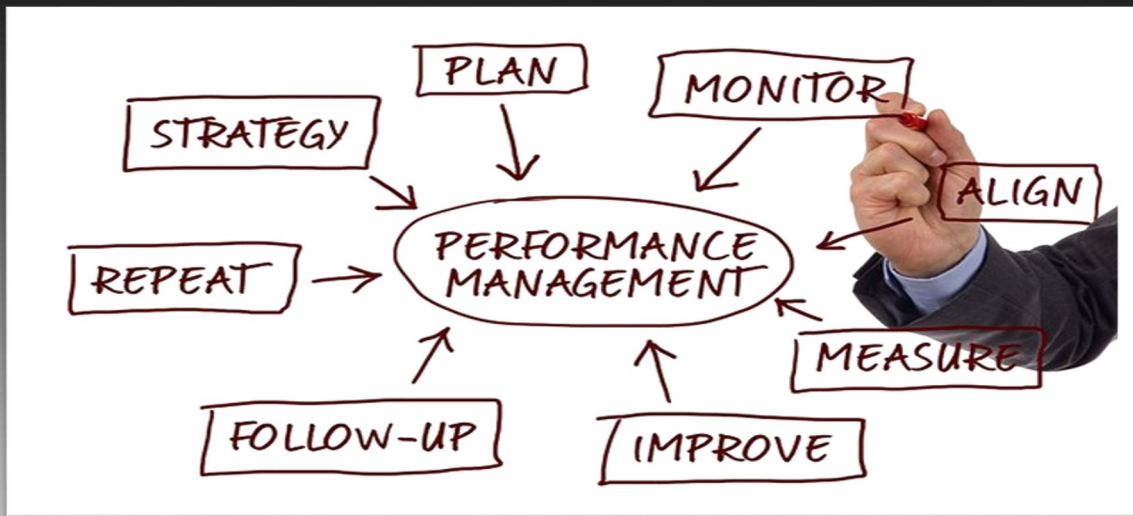 PLAN
MONITOR
STRATEGY
ALIGN
PERFORMANCE
MANAGEMENT
REPEAT
MEASURE
FOLLOW-UP
IMPROVE